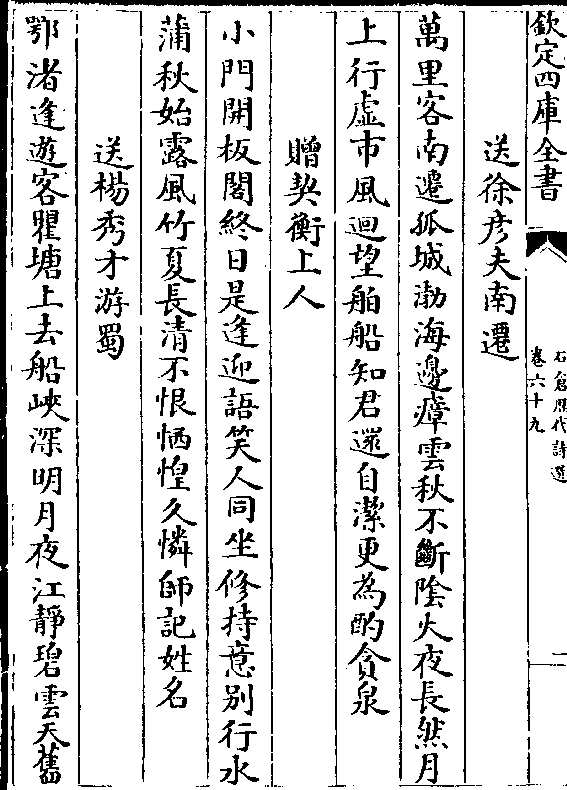 欽定四庫全書
石倉歷代詩選
卷六十九
二
送徐彦夫南遷
萬里客南遷孤城渤海邊瘴雲秋不斷陰火夜長然月
上行虛市風迴望舶船知君還自潔更為酌貪泉
贈契衡上人
小門開板閣終日是逢迎語笑人同坐修持意别行水
蒲秋始露風竹夏長清不恨恓惶久憐師記姓名
送楊秀才游蜀
鄂渚逢遊客瞿塘上去船峽深明月夜江靜碧雲天舊